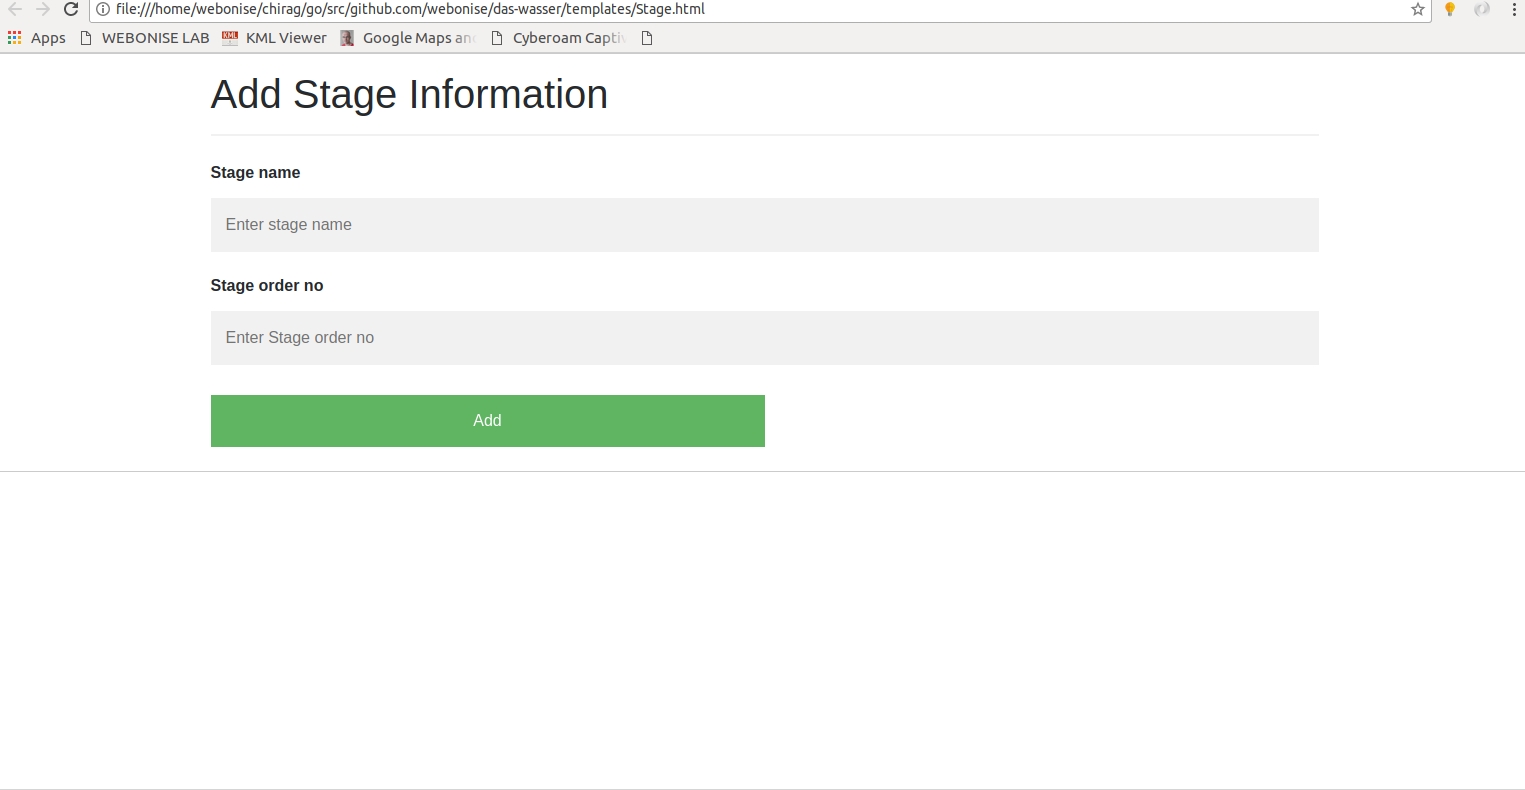 file:///home/webonise/chirag/go/src/github.com/webonise/das-wasser/templates/Stage.html
Apps WEBONISE LAB KML Viewer Google Maps an Cyberoam Capti
Add Stage Information
Stage name
Enter stage name
Stage order no
Enter Stage order no
Add